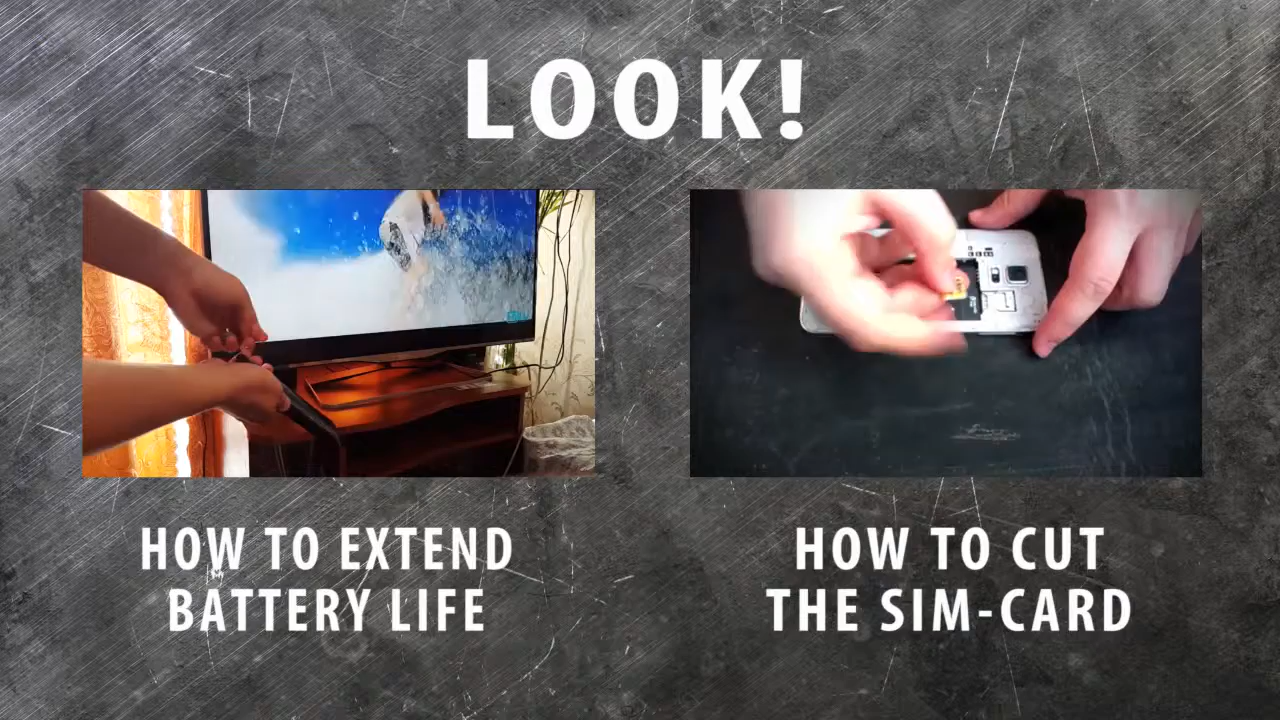 LOOK!
HOW TO EXTEND
BATTERY LIFE
HOW TO CUT
THE SIM-CARD